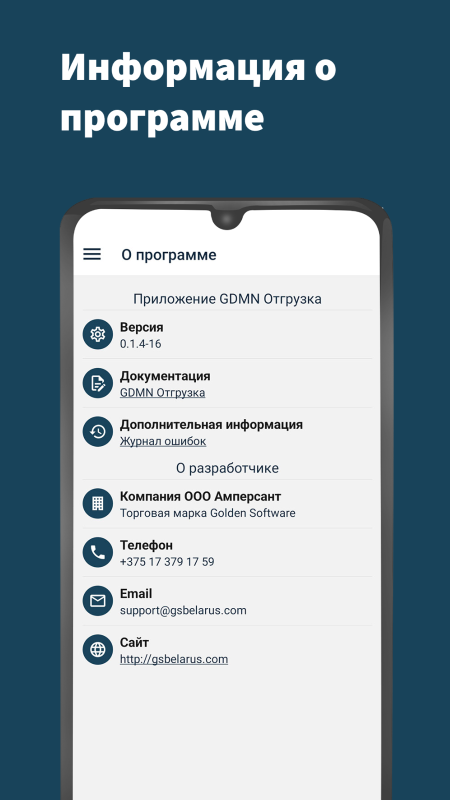 Информация о
программе
О программе
Приложение GDMN Отгрузка
Версия
0.1.4-16
Документация
GDMN Отгрузка
Дополнительная информация
Журнал ошибок
О разработчике
Компания ООО Амперсант
Торговая марка Golden Software
Телефон
+375 17 379 17 59
Email
support@gsbelarus.com
Сайт
http://gsbelarus.com